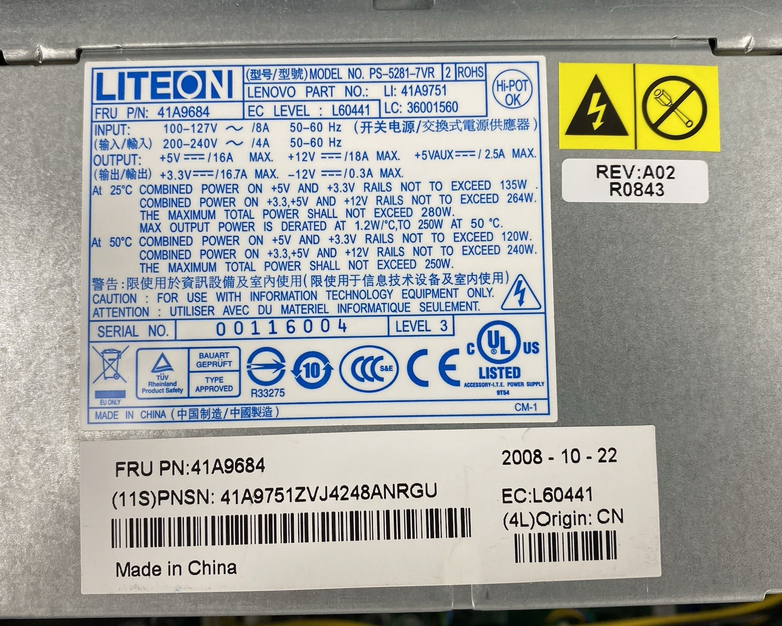 LITEON
(型号/型號) MODEL NO. PS-5281-7VR 2 ROHS
LENOVO PART NO.: LI: 41A9751
Hi-POT OK
FRU P/N: 41A9684 EC LEVEL : L60441 LC: 36001560
INPUT: 100-127V ～ /8A 50-60 Hz (开关电源/交換式電源供應器)
(输入/輸入) 200-240V ～ /4A 50-60 Hz
OUTPUT: +5V⎓/16A MAX. +12V⎓/18A MAX. +5VAUX⎓/2.5A MAX.
(输出/輸出) +3.3V⎓/16.7A MAX. -12V⎓/0.3A MAX.
At 25°C COMBINED POWER ON +5V AND +3.3V RAILS NOT TO EXCEED 135W .
COMBINED POWER ON +3.3,+5V AND +12V RAILS NOT TO EXCEED 264W.
THE MAXIMUM TOTAL POWER SHALL NOT EXCEED 280W.
MAX OUTPUT POWER IS DERATED AT 1.2W/°C,TO 250W AT 50 °C.
At 50°C COMBINED POWER ON +5V AND +3.3V RAILS NOT TO EXCEED 120W.
COMBINED POWER ON +3.3,+5V AND +12V RAILS NOT TO EXCEED 240W.
THE MAXIMUM TOTAL POWER SHALL NOT EXCEED 250W.
警告:限使用於資訊設備及室內使用(限使用于信息技术设备及室内使用)
CAUTION : FOR USE WITH INFORMATION TECHNOLOGY EQUIPMENT ONLY.
ATTENTION : UTILISER AVEC DU MATERIEL INFORMATIQUE SEULEMENT.
SERIAL NO. 00116004 LEVEL 3
EU ONLY
TÜV Rheinland Product Safety
BAUART GEPRÜFT
TYPE APPROVED
R33275
10
CCC S&E
CE
C UL US
LISTED
ACCESSORY-I.T.E. POWER SUPPLY
9T54
MADE IN CHINA (中国制造/中國製造) CM-1
REV:A02
R0843
FRU PN:41A9684 2008 - 10 - 22
(11S)PNSN: 41A9751ZVJ4248ANRGU EC:L60441
(4L)Origin: CN
Made in China